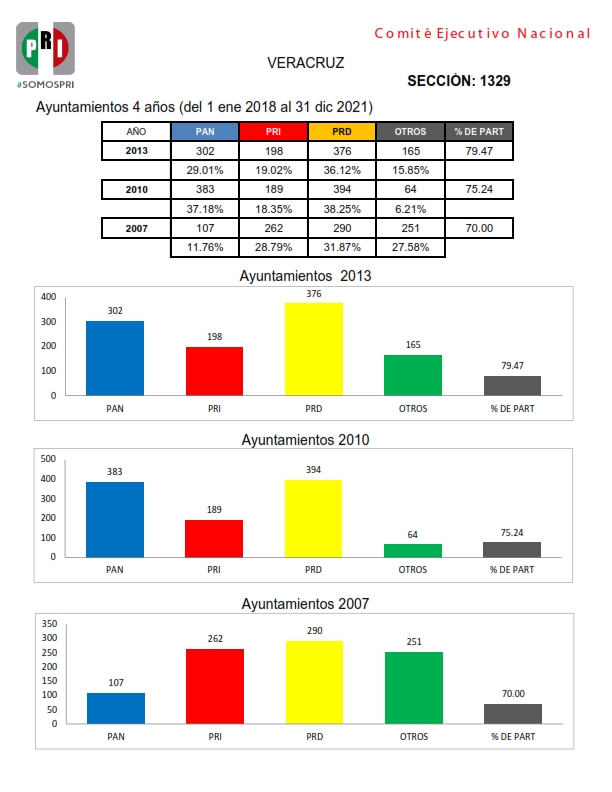 Comité Ejecutivo Nacional
PRI
#SOMOSPRI
VERACRUZ
SECCIÓN: 1329
Ayuntamientos 4 años (del 1 ene 2018 al 31 dic 2021)
AÑO PAN PRI PRD OTROS % DE PART
2013 302 198 376 165 79.47
29.01% 19.02% 36.12% 15.85%
2010 383 189 394 64 75.24
37.18% 18.35% 38.25% 6.21%
2007 107 262 290 251 70.00
11.76% 28.79% 31.87% 27.58%
Ayuntamientos 2013
400
300
200
100
0
302 198 376 165 79.47
PAN PRI PRD OTROS % DE PART
Ayuntamientos 2010
500
400
300
200
100
0
383 189 394 64 75.24
PAN PRI PRD OTROS % DE PART
Ayuntamientos 2007
350
300
250
200
150
100
50
0
107 262 290 251 70.00
PAN PRI PRD OTROS % DE PART